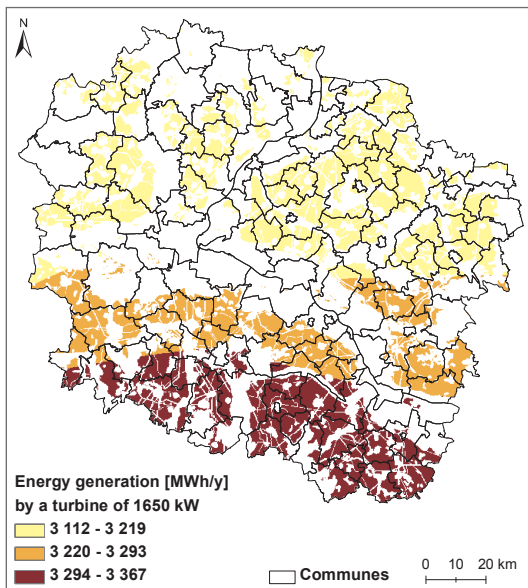 N
Energy generation [MWh/y]
by a turbine of 1650 kW
3 112 - 3 219
3 220 - 3 293
3 294 - 3 367
Communes
0 10 20 km